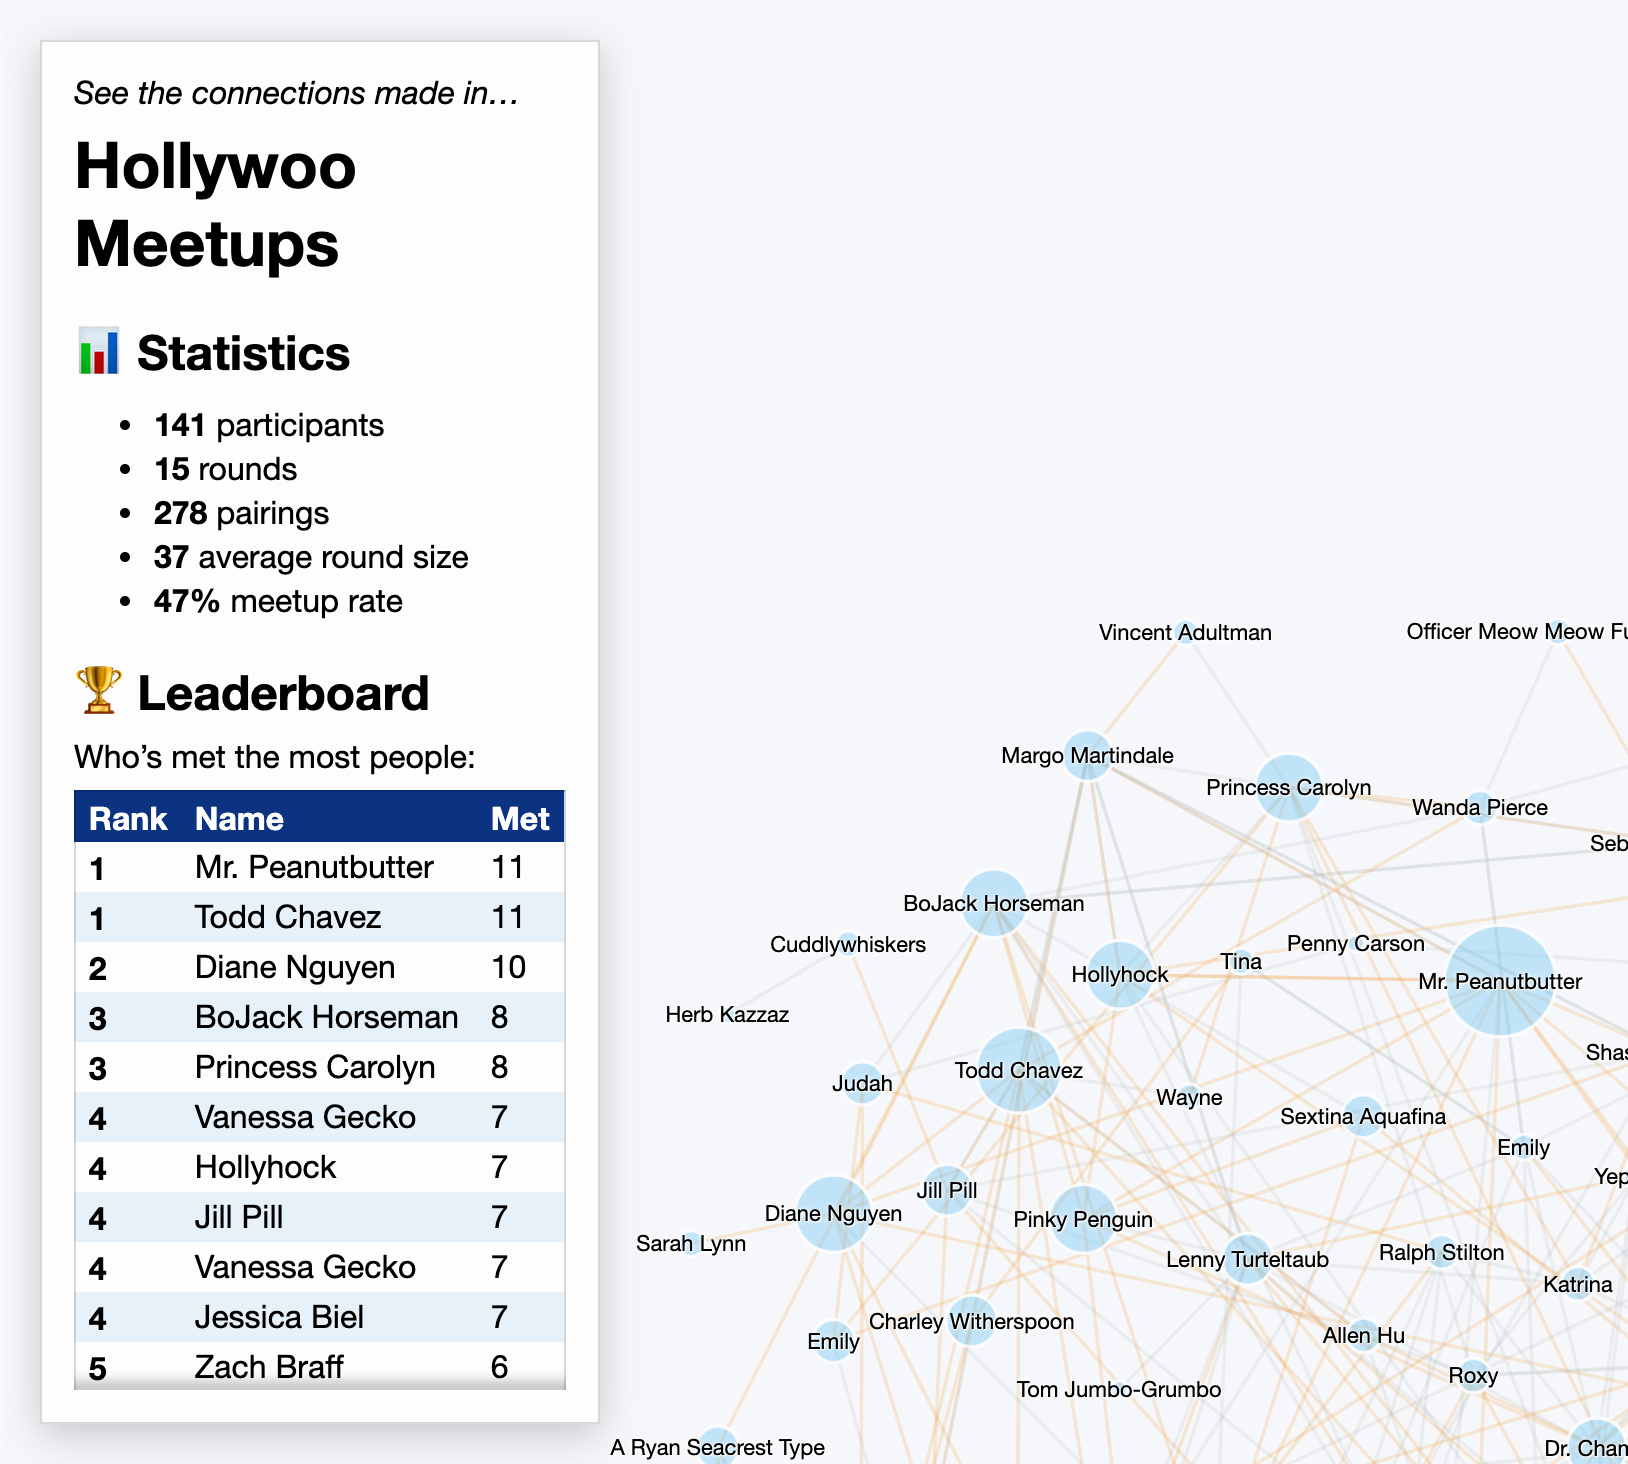 See the connections made in…
Hollywoo
Meetups
Statistics
• 141 participants
• 15 rounds
• 278 pairings
• 37 average round size
• 47% meetup rate
Leaderboard
Who’s met the most people:
Rank Name Met
1 Mr. Peanutbutter 11
1 Todd Chavez 11
2 Diane Nguyen 10
3 BoJack Horseman 8
3 Princess Carolyn 8
4 Vanessa Gecko 7
4 Hollyhock 7
4 Jill Pill 7
4 Vanessa Gecko 7
4 Jessica Biel 7
5 Zach Braff 6
Vincent Adultman
Officer Meow Meow Fu
Margo Martindale
Princess Carolyn
Wanda Pierce
Seb
BoJack Horseman
Cuddlywhiskers
Penny Carson
Tina
Hollyhock
Mr. Peanutbutter
Herb Kazzaz
Shas
Todd Chavez
Judah
Wayne
Sextina Aquafina
Emily
Yep
Jill Pill
Diane Nguyen
Pinky Penguin
Sarah Lynn
Lenny Turteltaub
Ralph Stilton
Katrina
Charley Witherspoon
Emily
Allen Hu
Roxy
Tom Jumbo-Grumbo
A Ryan Seacrest Type
Dr. Cham